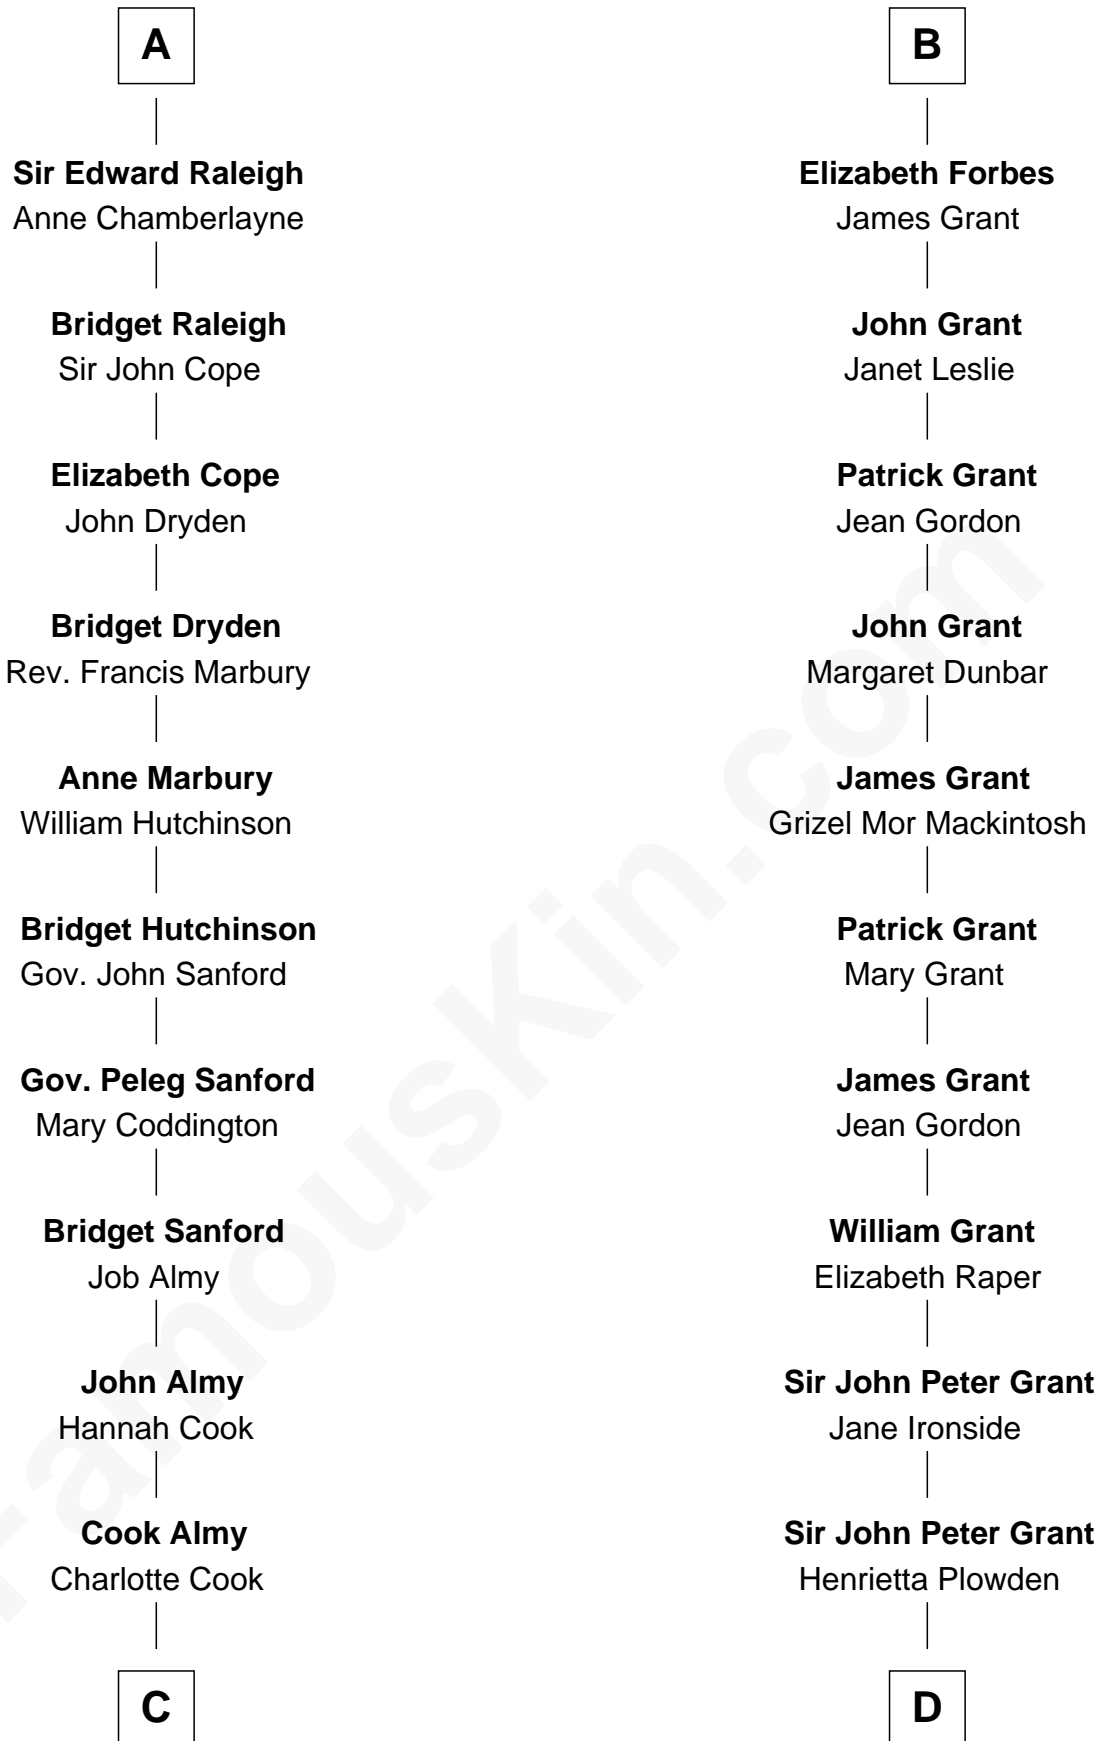 A
Sir Edward Raleigh
Anne Chamberlayne
Bridget Raleigh
Sir John Cope
Elizabeth Cope
John Dryden
Bridget Dryden
Rev. Francis Marbury
Anne Marbury
William Hutchinson
Bridget Hutchinson
Gov. John Sanford
Gov. Peleg Sanford
Mary Coddington
Bridget Sanford
Job Almy
John Almy
Hannah Cook
Cook Almy
Charlotte Cook
C
B
Elizabeth Forbes
James Grant
John Grant
Janet Leslie
Patrick Grant
Jean Gordon
John Grant
Margaret Dunbar
James Grant
Grizel Mor Mackintosh
Patrick Grant
Mary Grant
James Grant
Jean Gordon
William Grant
Elizabeth Raper
Sir John Peter Grant
Jane Ironside
Sir John Peter Grant
Henrietta Plowden
D
FamousKin.com